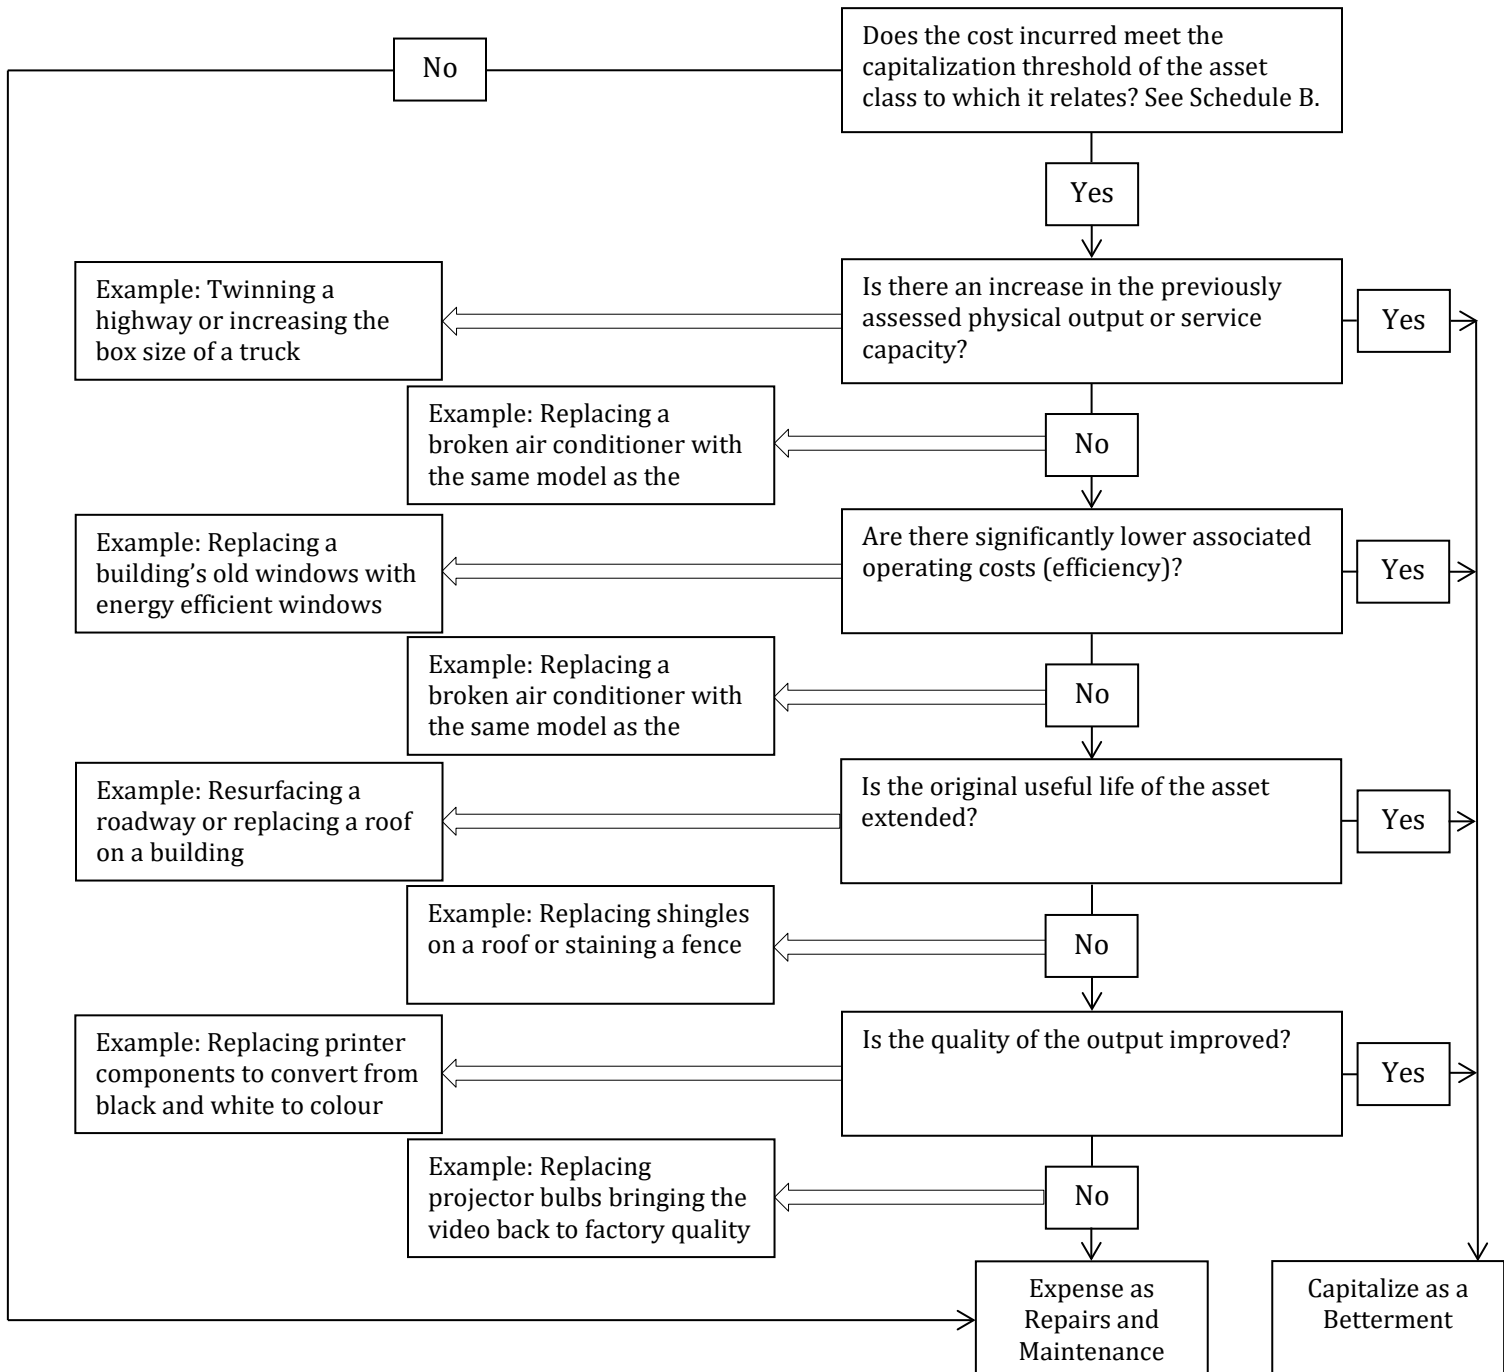 Does the cost incurred meet the
capitalization threshold of the asset
class to which it relates? See Schedule B.
No
Yes
Example: Twinning a
highway or increasing the
box size of a truck
Is there an increase in the previously
assessed physical output or service
capacity?
Yes
Example: Replacing a
broken air conditioner with
the same model as the
No
Example: Replacing a
building’s old windows with
energy efficient windows
Are there significantly lower associated
operating costs (efficiency)?
Yes
Example: Replacing a
broken air conditioner with
the same model as the
No
Example: Resurfacing a
roadway or replacing a roof
on a building
Is the original useful life of the asset
extended?
Yes
Example: Replacing shingles
on a roof or staining a fence
No
Example: Replacing printer
components to convert from
black and white to colour
Is the quality of the output improved?
Yes
Example: Replacing
projector bulbs bringing the
video back to factory quality
No
Expense as
Repairs and
Maintenance
Capitalize as a
Betterment